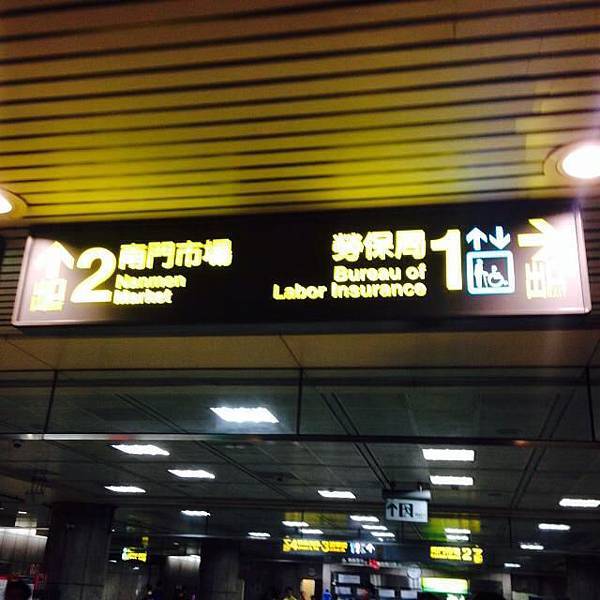 出口 2 南門市場
Nanmen
Market
勞保局 1 出口
Bureau of
Labor Insurance